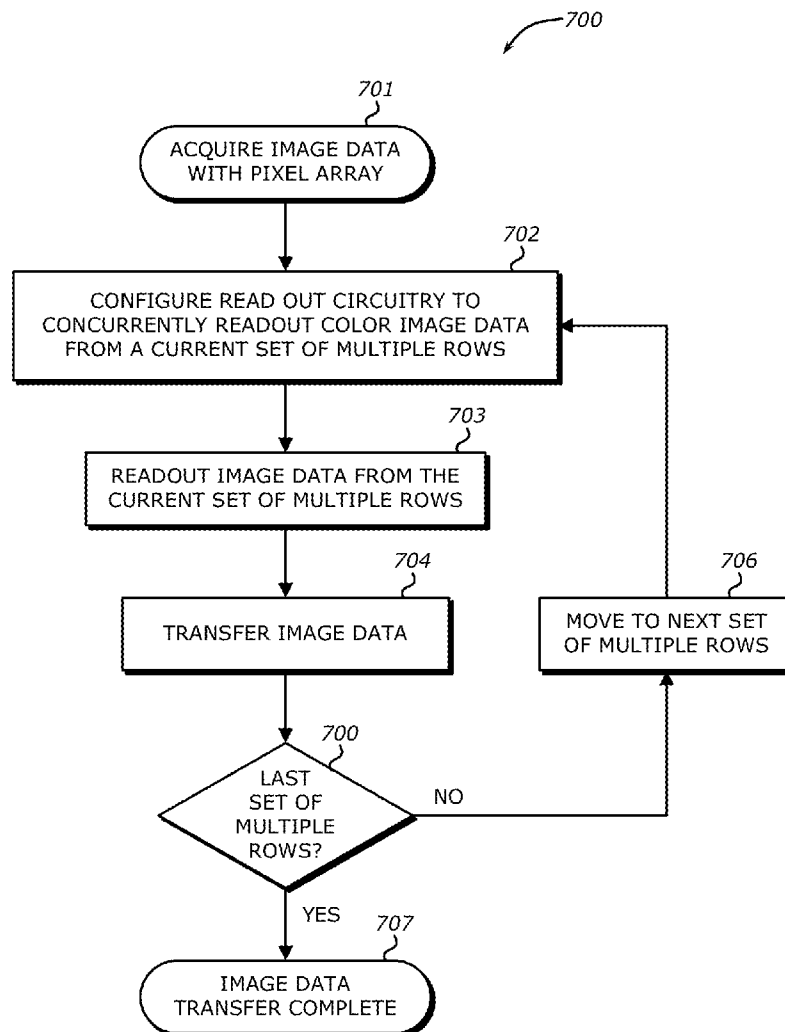 700
701
ACQUIRE IMAGE DATA
WITH PIXEL ARRAY
702
CONFIGURE READ OUT CIRCUITRY TO
CONCURRENTLY READOUT COLOR IMAGE DATA
FROM A CURRENT SET OF MULTIPLE ROWS
703
READOUT IMAGE DATA FROM THE
CURRENT SET OF MULTIPLE ROWS
704
TRANSFER IMAGE DATA
706
MOVE TO NEXT SET
OF MULTIPLE ROWS
700
LAST
SET OF
MULTIPLE
ROWS?
NO
YES
707
IMAGE DATA
TRANSFER COMPLETE